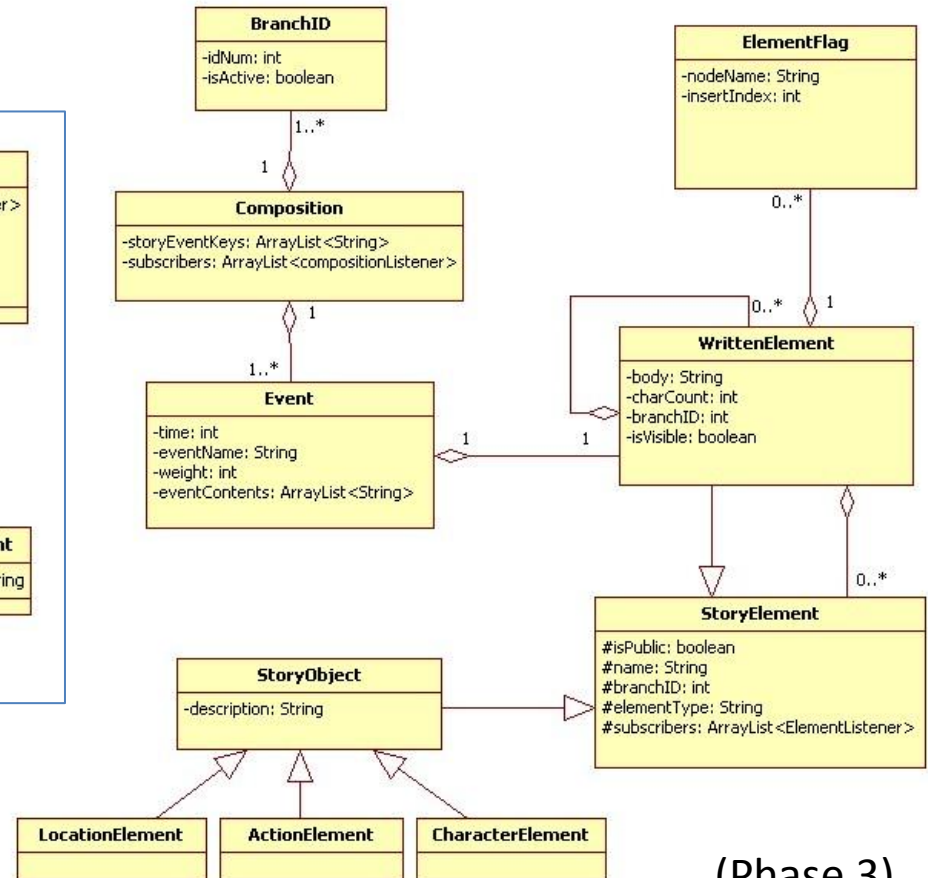 BranchID
-idNum: int
-isActive: boolean
1..*
1
Composition
-storyEventKeys: ArrayList<String>
-subscribers: ArrayList<compositionListener>
1
1..*
Event
-time: int
-eventName: String
-weight: int
-eventContents: ArrayList<String>
1
1
ElementFlag
-nodeName: String
-insertIndex: int
0..*
1
0..*
WrittenElement
-body: String
-charCount: int
-branchID: int
-isVisible: boolean
0..*
StoryElement
#isPublic: boolean
#name: String
#branchID: int
#elementType: String
#subscribers: ArrayList<ElementListener>
StoryObject
-description: String
LocationElement
ActionElement
CharacterElement
(Phase 3)